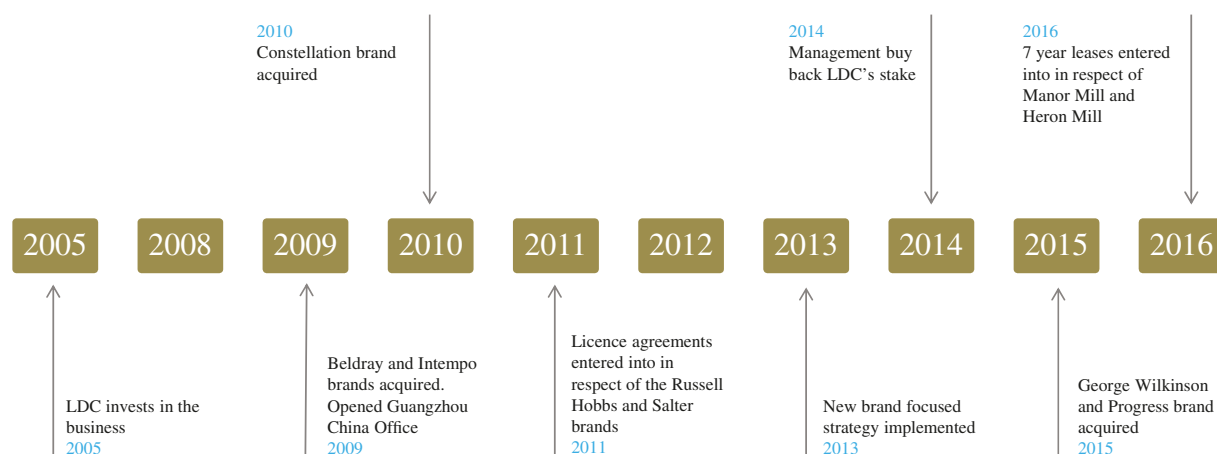 2010
Constellation brand
acquired
2014
Management buy
back LDC's stake
2016
7 year leases entered
into in respect of
Manor Mill and
Heron Mill
2005
2008
2009
2010
2011
2012
2013
2014
2015
2016
LDC invests in the
business
2005
Beldray and Intempo
brands acquired.
Opened Guangzhou
China Office
2009
Licence agreements
entered into in
respect of the Russell
Hobbs and Salter
brands
2011
New brand focused
strategy implemented
2013
George Wilkinson
and Progress brand
acquired
2015